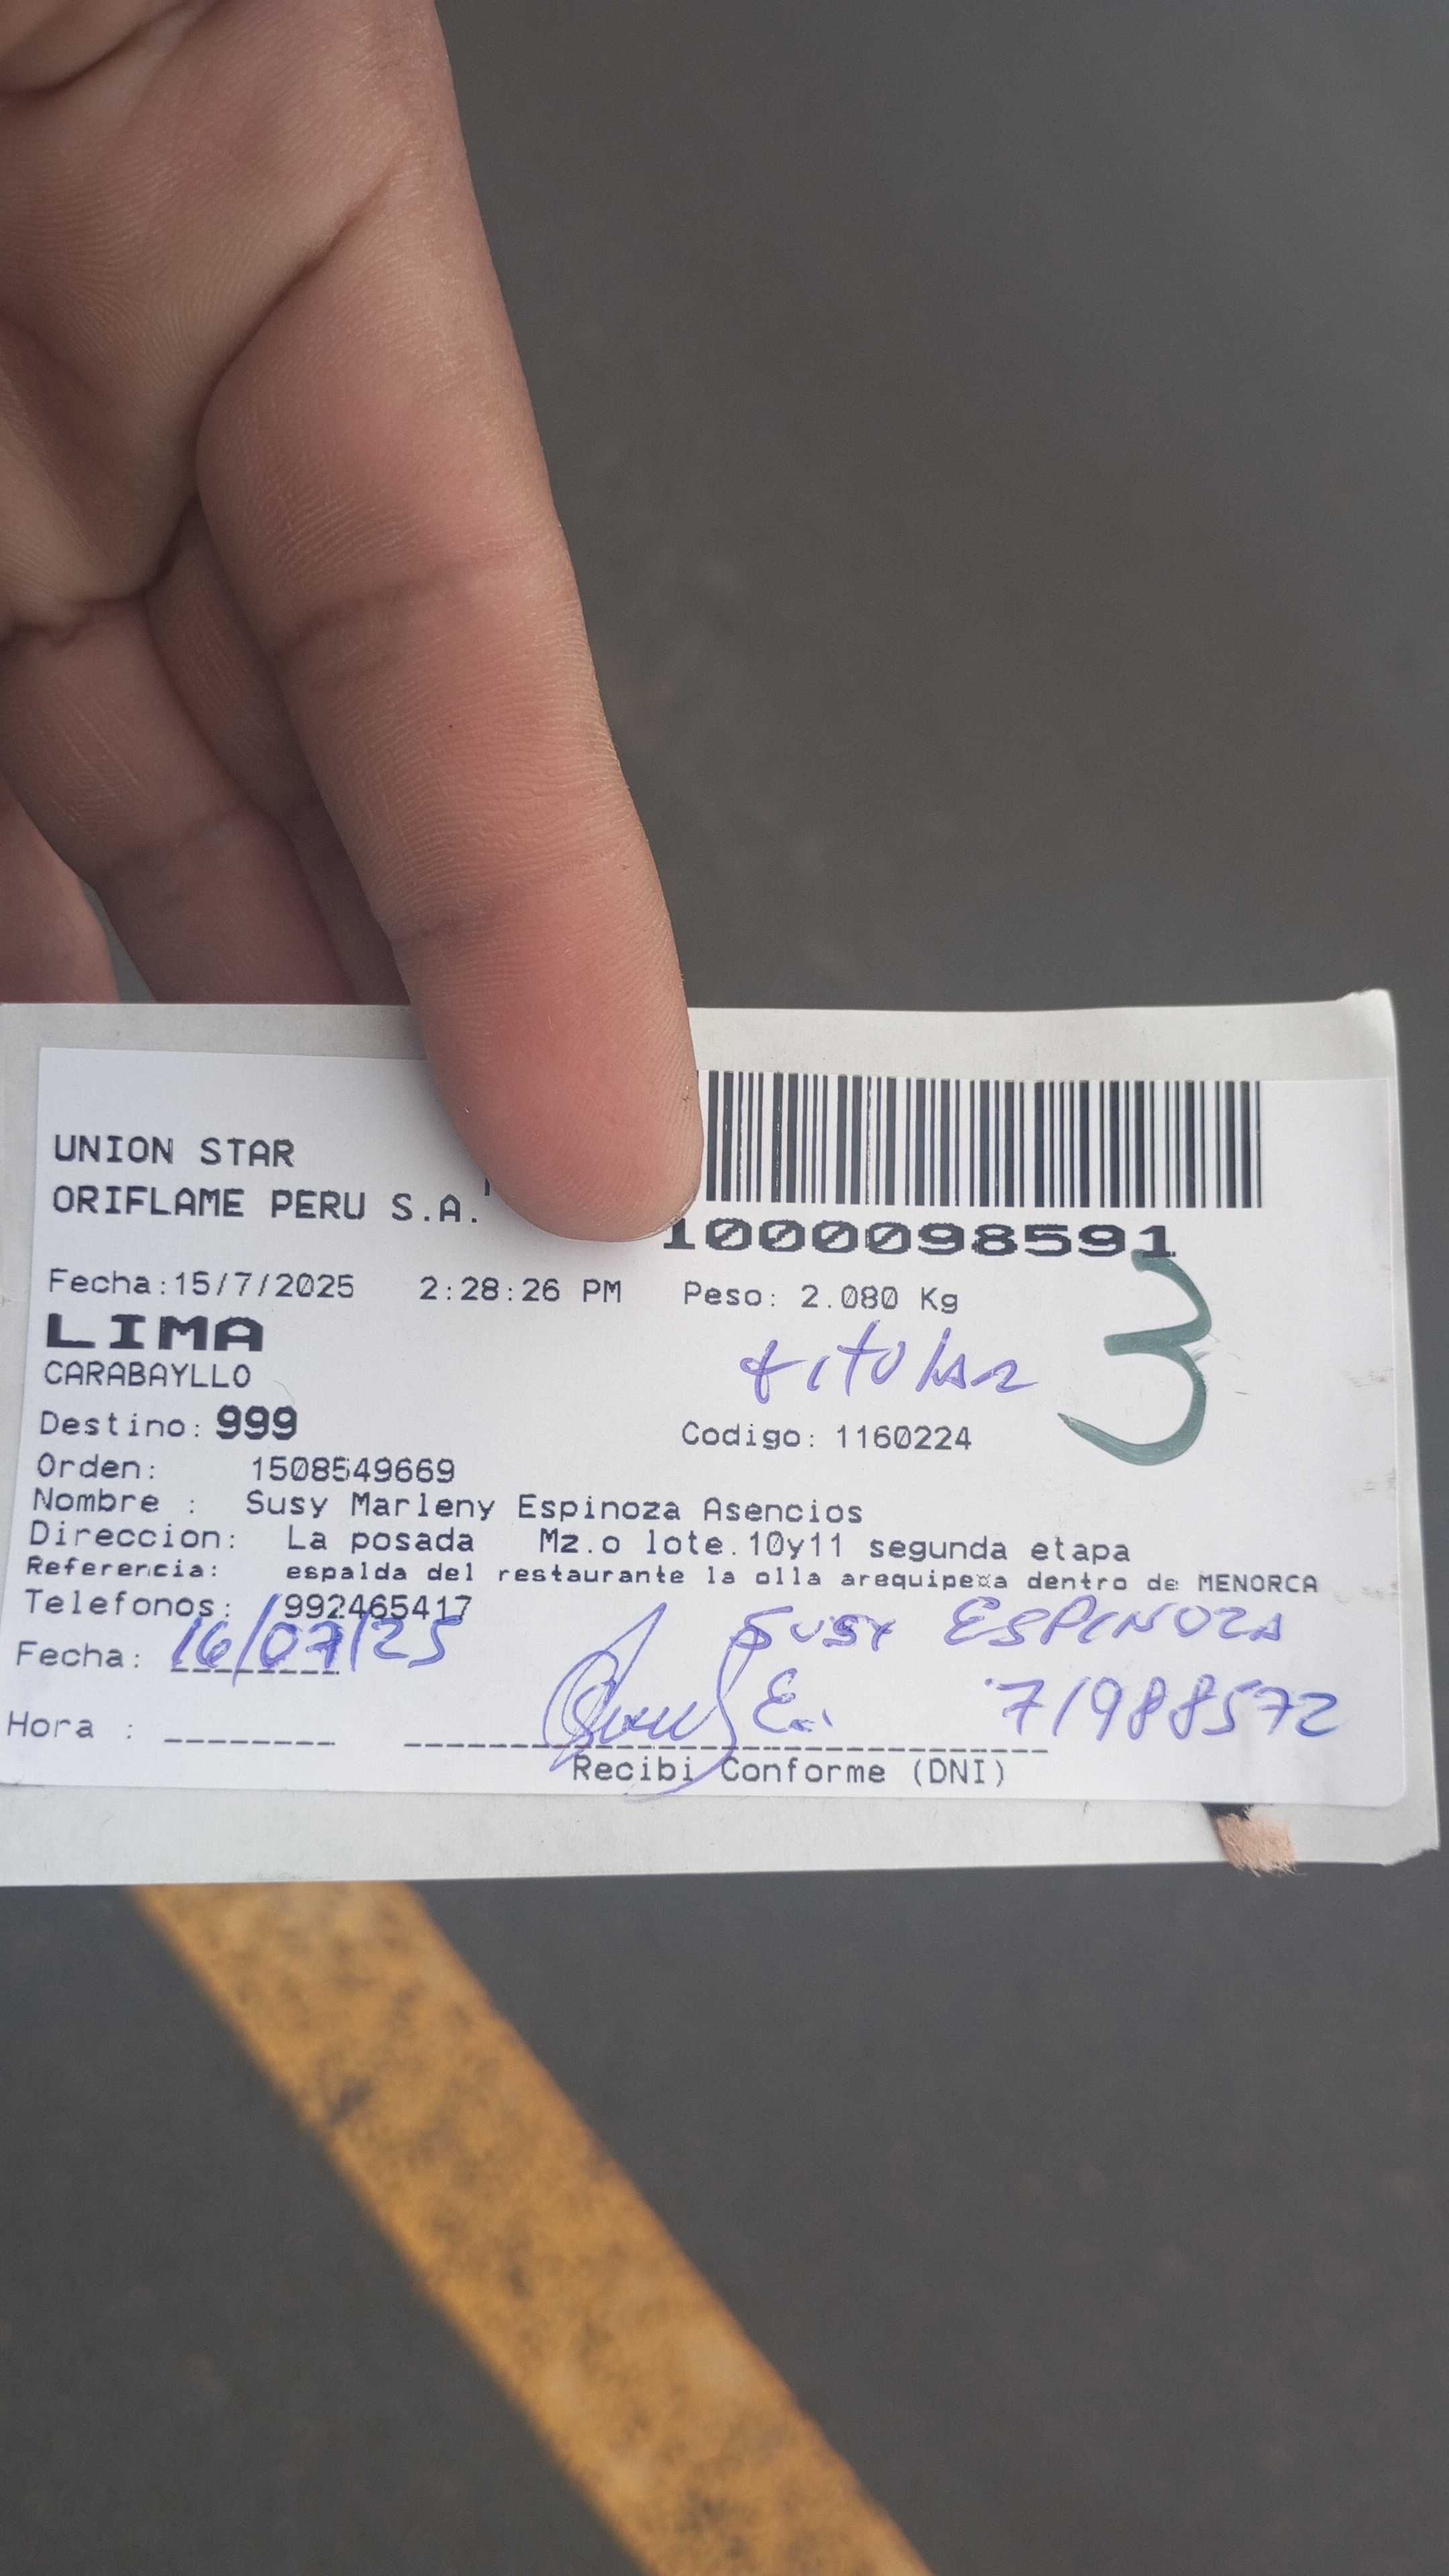 UNION STAR
ORIFLAME PERU S.A.
1000098591
Fecha:15/7/2025 2:28:26 PM Peso: 2.080 Kg
LIMA
titular
3
CARABAYLLO
Destino: 999
Codigo: 1160224
Orden: 1508549669
Nombre : Susy Marleny Espinoza Asencios
Direccion: La posada Mz.o lote.10y11 segunda etapa
Referencia: espalda del restaurante la olla arequipeña dentro de MENORCA
Telefonos: 992465417
SUSY ESPINOZA
Fecha: 16/07/25
71988572
Hora :
Recibi Conforme (DNI)